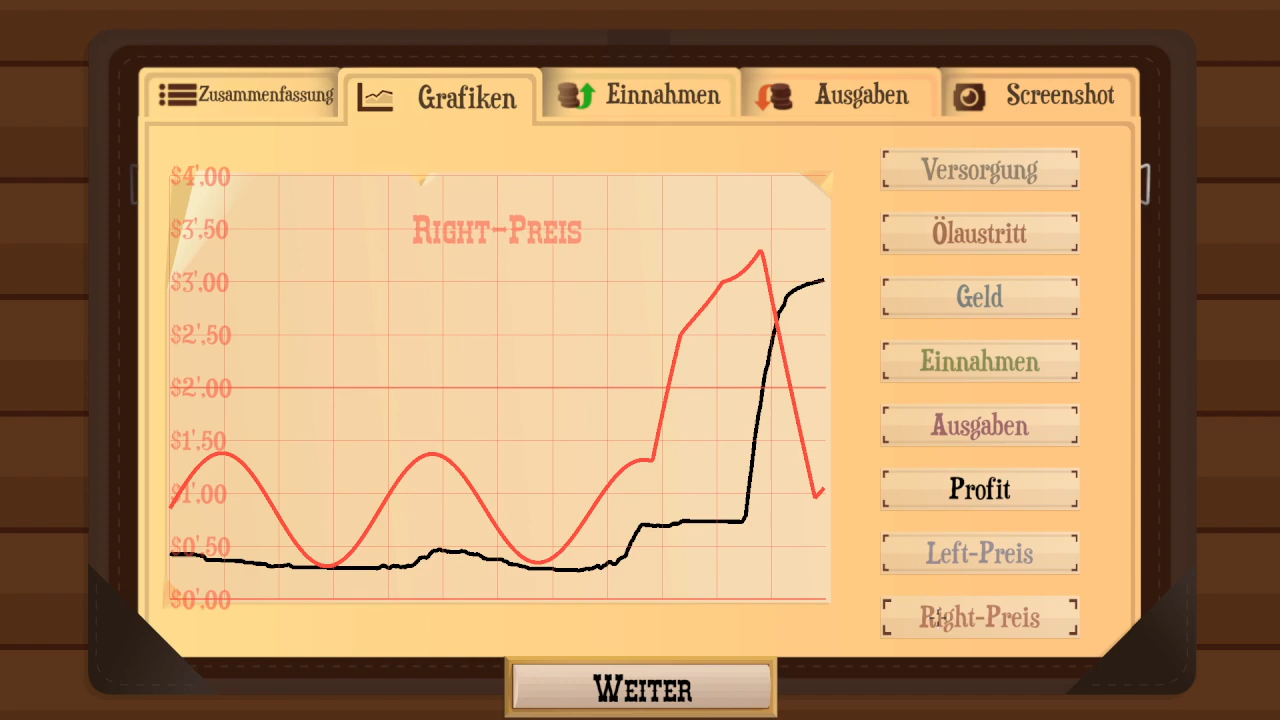 Zusammenfassung
Grafiken
Einnahmen
Ausgaben
Screenshot
$4',00
$3',50
$3',00
$2',50
$2',00
$1',50
$1',00
$0',50
$0',00
Right-Preis
Versorgung
Ölaustritt
Geld
Einnahmen
Ausgaben
Profit
Left-Preis
Right-Preis
Weiter